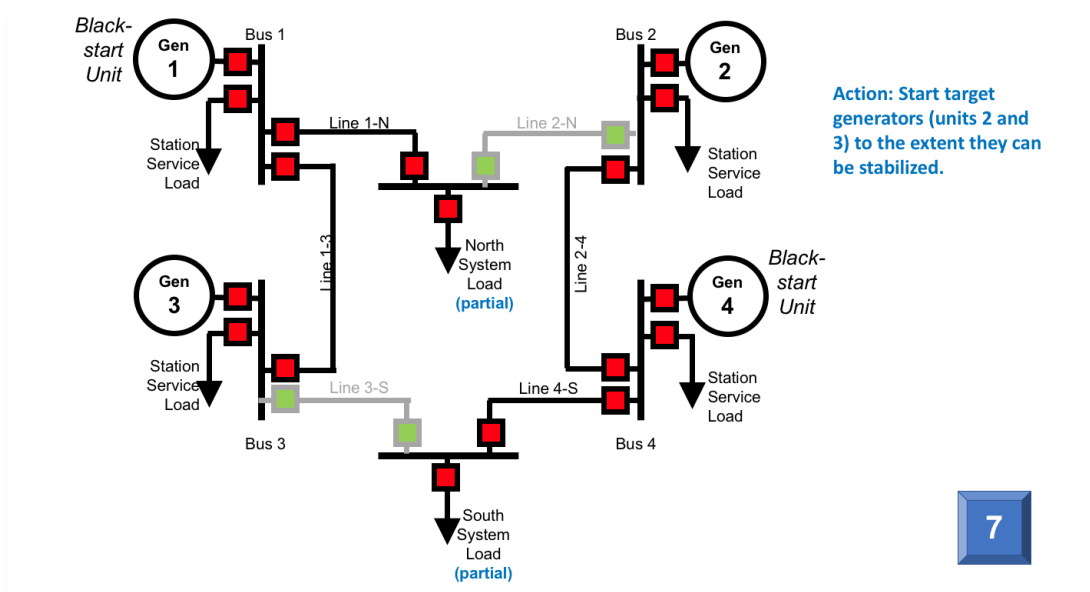 Black-
start
Unit
Gen
1
Bus 1
Bus 2
Gen
2
Action: Start target
generators (units 2 and
3) to the extent they can
be stabilized.
Line 1-N
Line 2-N
Station
Service
Load
Station
Service
Load
Line 1-3
North
System
Load
(partial)
Line 2-4
Gen
3
Gen
4
Black-
start
Unit
Station
Service
Load
Line 3-S
Line 4-S
Station
Service
Load
Bus 3
Bus 4
South
System
Load
(partial)
7